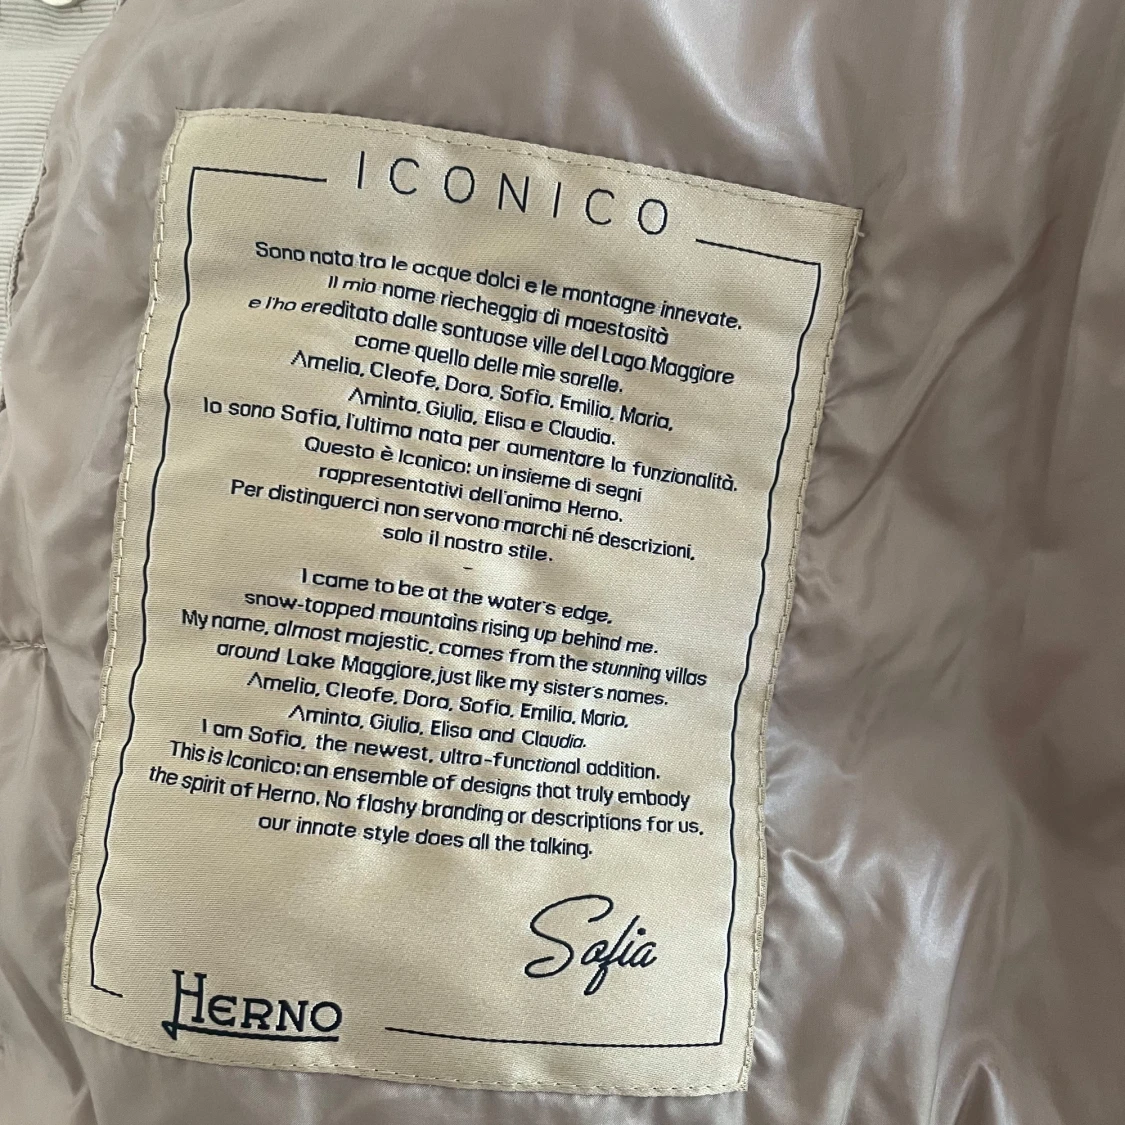 ICONICO
Sono nata tra le acque dolci e le montagne innevate.
Il mio nome riecheggia di maestosità
e l'ho ereditato dalle sontuose ville del Lago Maggiore
come quello delle mie sorelle.
Amelia, Cleofe, Dora, Sofia, Emilia, Maria,
Aminta, Giulia, Elisa e Claudia.
Io sono Sofia, l'ultima nata per aumentare la funzionalità.
Questo è Iconico: un insieme di segni
rappresentativi dell'anima Herno.
Per distinguerci non servono marchi né descrizioni,
solo il nostro stile.
-
I came to be at the water's edge,
snow-topped mountains rising up behind me.
My name, almost majestic, comes from the stunning villas
around Lake Maggiore, just like my sister's names.
Amelia, Cleofe, Dora, Sofia, Emilia, Maria,
Aminta, Giulia, Elisa and Claudia.
I am Sofia, the newest, ultra-functional addition.
This is Iconico: an ensemble of designs that truly embody
the spirit of Herno. No flashy branding or descriptions for us,
our innate style does all the talking.
Sofia
HERNO